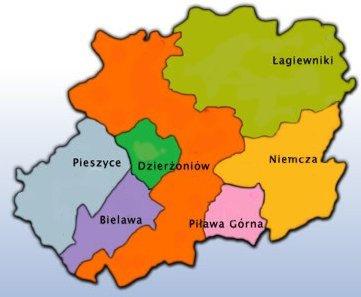 Łagiewniki
Niemcza
Pieszyce
Dzierżoniów
Bielawa
Piława Górna